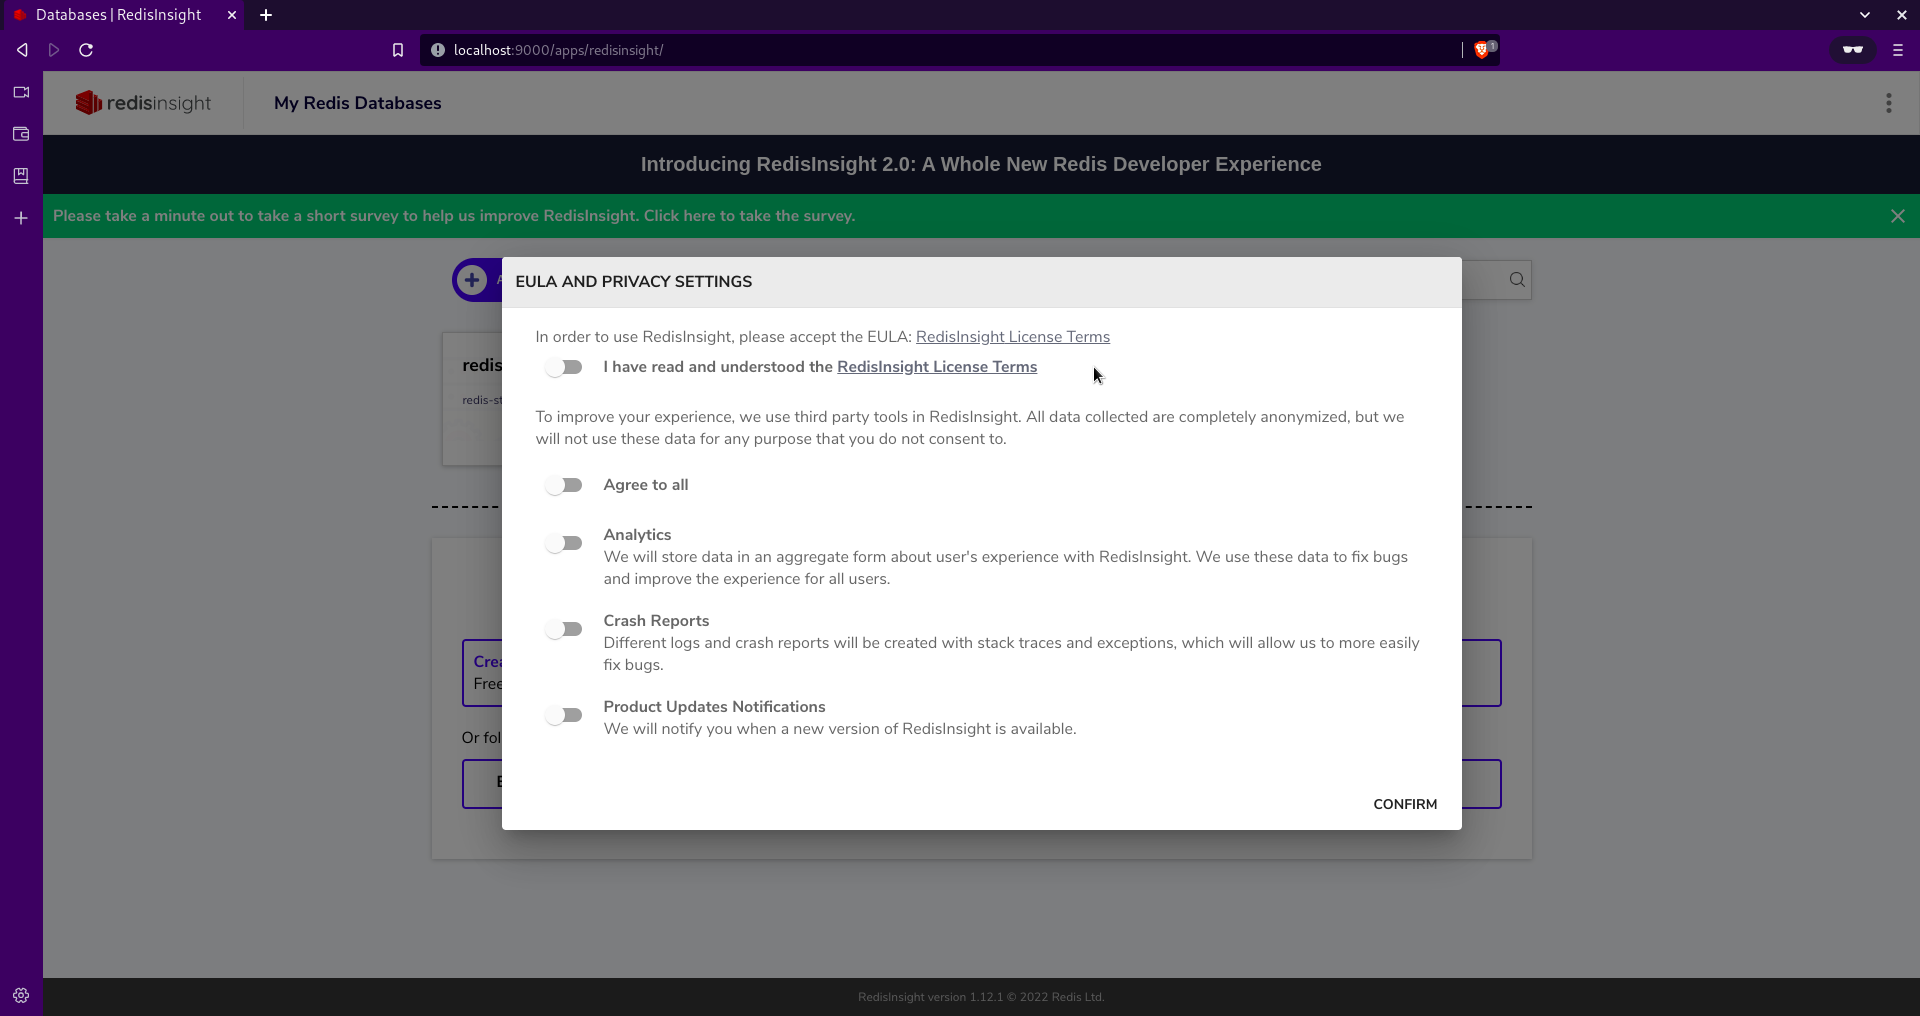 Databases | RedisInsight
localhost:9000/apps/redisinsight/
1
redisinsight
My Redis Databases
Introducing RedisInsight 2.0: A Whole New Redis Developer Experience
Please take a minute out to take a short survey to help us improve RedisInsight. Click here to take the survey.
EULA AND PRIVACY SETTINGS
In order to use RedisInsight, please accept the EULA: RedisInsight License Terms
I have read and understood the RedisInsight License Terms
redis
redis-st
To improve your experience, we use third party tools in RedisInsight. All data collected are completely anonymized, but we
will not use these data for any purpose that you do not consent to.
Agree to all
Analytics
We will store data in an aggregate form about user's experience with RedisInsight. We use these data to fix bugs
and improve the experience for all users.
Crash Reports
Different logs and crash reports will be created with stack traces and exceptions, which will allow us to more easily
fix bugs.
Crea
Free
Product Updates Notifications
We will notify you when a new version of RedisInsight is available.
Or fol
CONFIRM
RedisInsight version 1.12.1 © 2022 Redis Ltd.